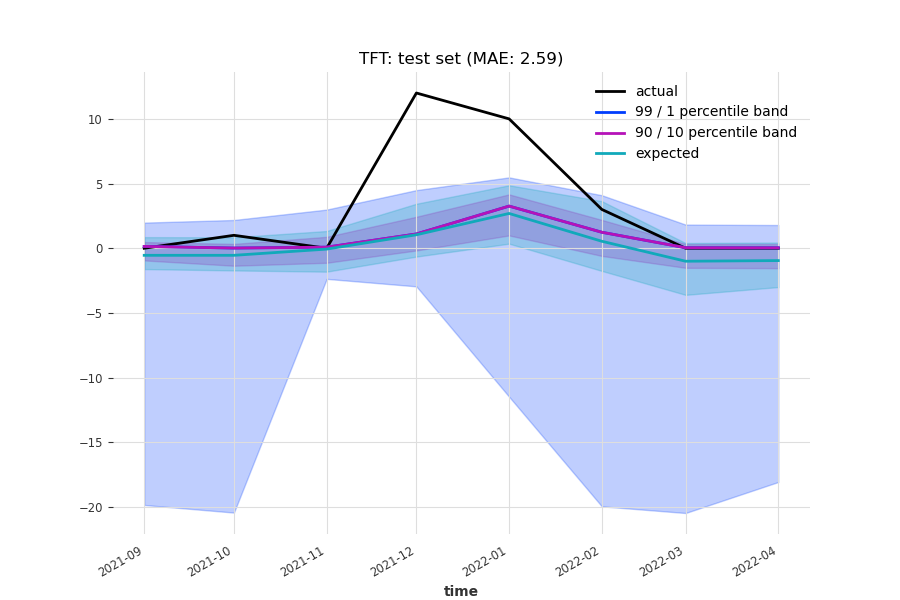 TFT: test set (MAE: 2.59)
actual
99 / 1 percentile band
90 / 10 percentile band
expected
10
5
0
−5
−10
−15
−20
2021-09
2021-10
2021-11
2021-12
2022-01
2022-02
2022-03
2022-04
time